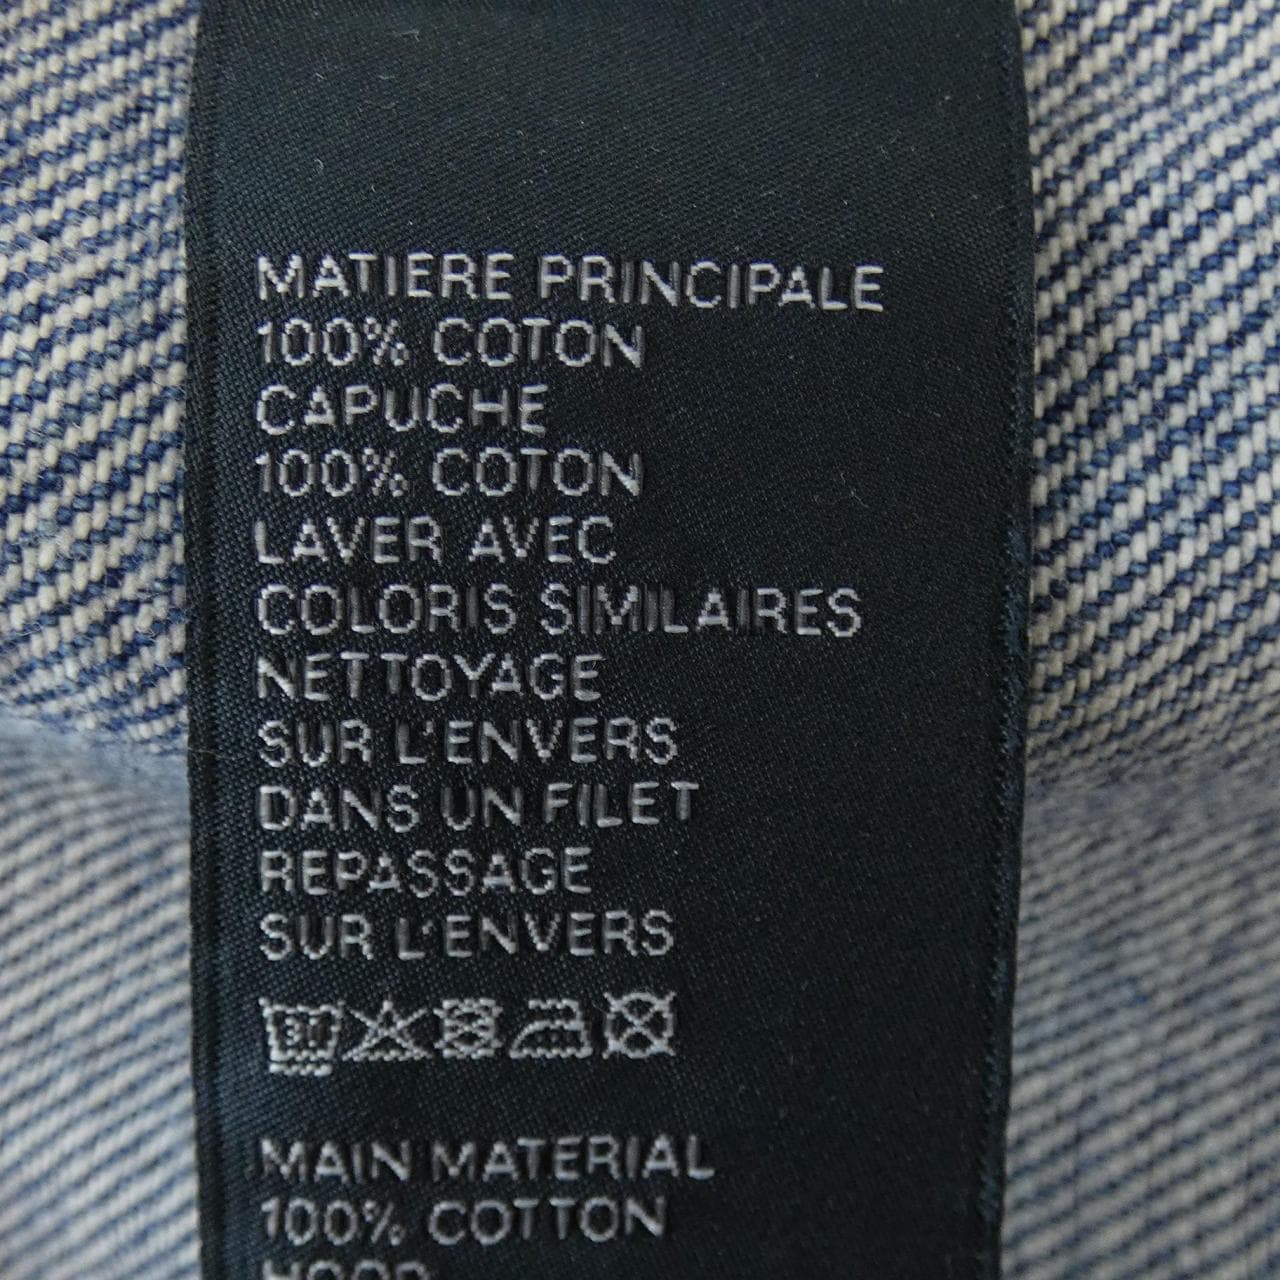 MATIERE PRINCIPALE
100% COTON
CAPUCHE
100% COTON
LAVER AVEC
COLORIS SIMILAIRES
NETTOYAGE
SUR L'ENVERS
DANS UN FILET
REPASSAGE
SUR L'ENVERS
MAIN MATERIAL
100% COTTON
HOOD